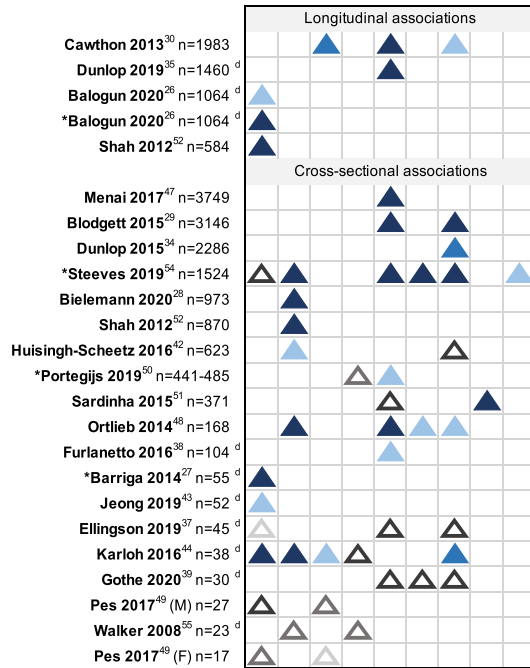 Longitudinal associations
Cawthon 2013³⁰ n=1983
Dunlop 2019³⁵ n=1460 ᵈ
Balogun 2020²⁶ n=1064 ᵈ
*Balogun 2020²⁶ n=1064 ᵈ
Shah 2012⁵² n=584
Cross-sectional associations
Menai 2017⁴⁷ n=3749
Blodgett 2015²⁹ n=3146
Dunlop 2015³⁴ n=2286
*Steeves 2019⁵⁴ n=1524
Bielemann 2020²⁸ n=973
Shah 2012⁵² n=870
Huisingh-Scheetz 2016⁴² n=623
*Portegijs 2019⁵⁰ n=441-485
Sardinha 2015⁵¹ n=371
Ortlieb 2014⁴⁸ n=168
Furlanetto 2016³⁸ n=104 ᵈ
*Barriga 2014²⁷ n=55 ᵈ
Jeong 2019⁴³ n=52 ᵈ
Ellingson 2019³⁷ n=45 ᵈ
Karloh 2016⁴⁴ n=38 ᵈ
Gothe 2020³⁹ n=30 ᵈ
Pes 2017⁴⁹ (M) n=27
Walker 2008⁵⁵ n=23 ᵈ
Pes 2017⁴⁹ (F) n=17